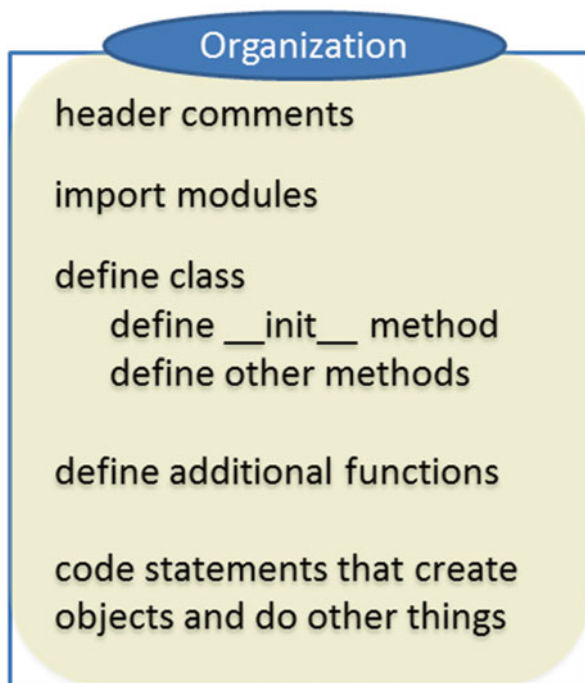 Organization
header comments
import modules
define class
define __init__ method
define other methods
define additional functions
code statements that create
objects and do other things